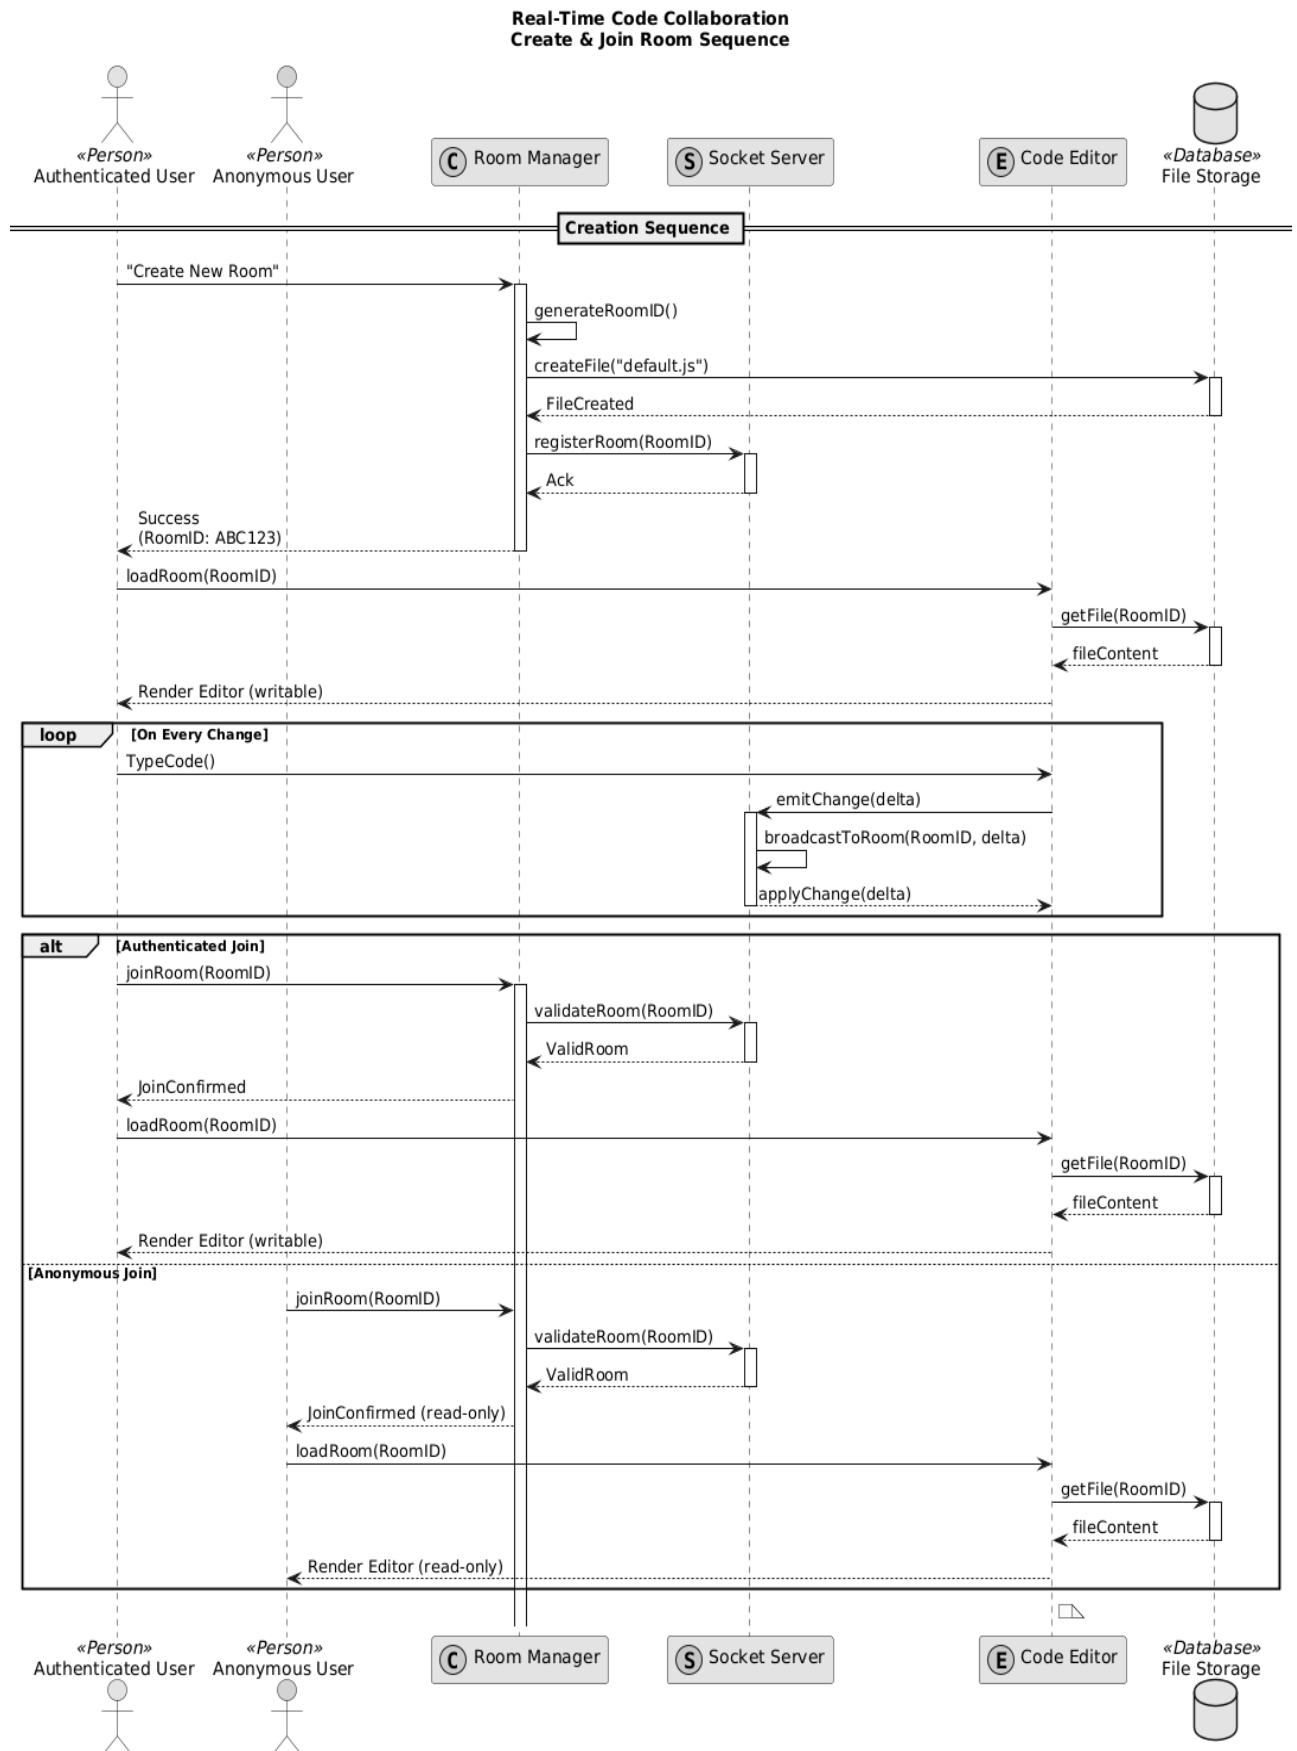 Real-Time Code Collaboration
Create & Join Room Sequence
«Person»
Authenticated User
«Person»
Anonymous User
C Room Manager
S Socket Server
E Code Editor
«Database»
File Storage
Creation Sequence
"Create New Room"
generateRoomID()
createFile("default.js")
FileCreated
registerRoom(RoomID)
Ack
Success
(RoomID: ABC123)
loadRoom(RoomID)
getFile(RoomID)
fileContent
Render Editor (writable)
loop [On Every Change]
TypeCode()
emitChange(delta)
broadcastToRoom(RoomID, delta)
applyChange(delta)
alt [Authenticated Join]
joinRoom(RoomID)
validateRoom(RoomID)
ValidRoom
JoinConfirmed
loadRoom(RoomID)
getFile(RoomID)
fileContent
Render Editor (writable)
[Anonymous Join]
joinRoom(RoomID)
validateRoom(RoomID)
ValidRoom
JoinConfirmed (read-only)
loadRoom(RoomID)
getFile(RoomID)
fileContent
Render Editor (read-only)
«Person»
Authenticated User
«Person»
Anonymous User
C Room Manager
S Socket Server
E Code Editor
«Database»
File Storage